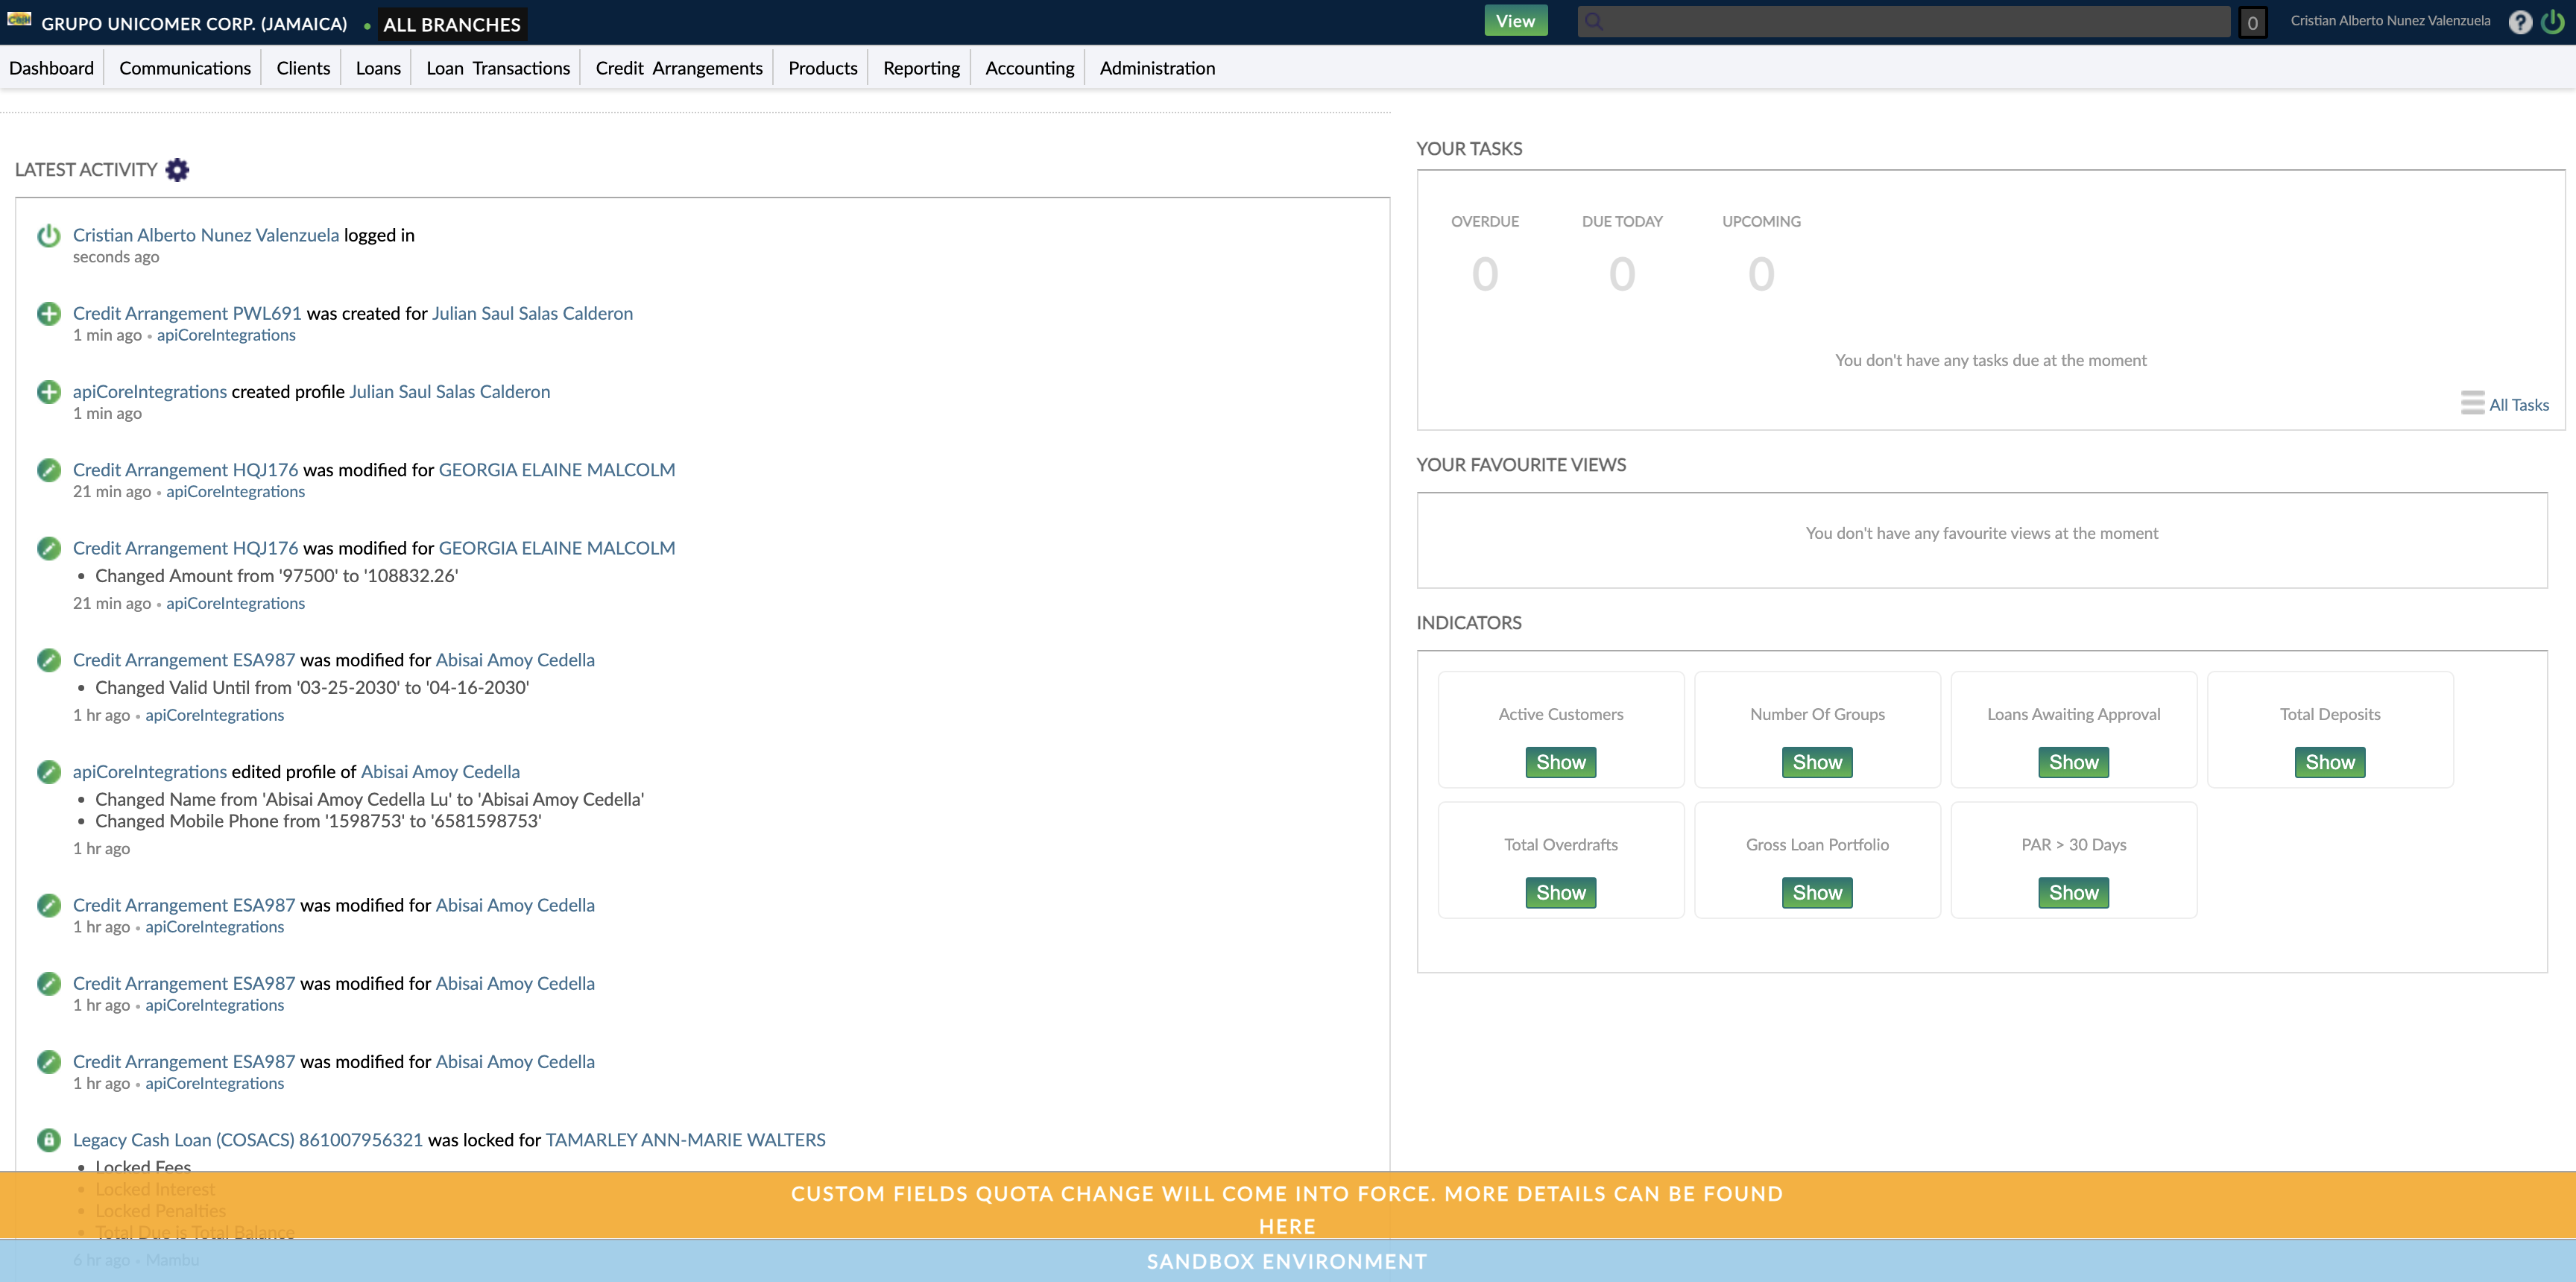 GRUPO UNICOMER CORP. (JAMAICA) • ALL BRANCHES
View
0
Cristian Alberto Nunez Valenzuela
?
Dashboard Communications Clients Loans Loan Transactions Credit Arrangements Products Reporting Accounting Administration
LATEST ACTIVITY
Cristian Alberto Nunez Valenzuela logged in
seconds ago
Credit Arrangement PWL691 was created for Julian Saul Salas Calderon
1 min ago • apiCoreIntegrations
apiCoreIntegrations created profile Julian Saul Salas Calderon
1 min ago
Credit Arrangement HQJ176 was modified for GEORGIA ELAINE MALCOLM
21 min ago • apiCoreIntegrations
Credit Arrangement HQJ176 was modified for GEORGIA ELAINE MALCOLM
• Changed Amount from '97500' to '108832.26'
21 min ago • apiCoreIntegrations
Credit Arrangement ESA987 was modified for Abisai Amoy Cedella
• Changed Valid Until from '03-25-2030' to '04-16-2030'
1 hr ago • apiCoreIntegrations
apiCoreIntegrations edited profile of Abisai Amoy Cedella
• Changed Name from 'Abisai Amoy Cedella Lu' to 'Abisai Amoy Cedella'
• Changed Mobile Phone from '1598753' to '6581598753'
1 hr ago
Credit Arrangement ESA987 was modified for Abisai Amoy Cedella
1 hr ago • apiCoreIntegrations
Credit Arrangement ESA987 was modified for Abisai Amoy Cedella
1 hr ago • apiCoreIntegrations
Credit Arrangement ESA987 was modified for Abisai Amoy Cedella
1 hr ago • apiCoreIntegrations
Legacy Cash Loan (COSACS) 861007956321 was locked for TAMARLEY ANN-MARIE WALTERS
• Locked Fees
• Locked Interest
• Locked Penalties
• Total Due is Total Balance
6 hr ago • Mambu
YOUR TASKS
OVERDUE DUE TODAY UPCOMING
0 0 0
You don't have any tasks due at the moment
All Tasks
YOUR FAVOURITE VIEWS
You don't have any favourite views at the moment
INDICATORS
Active Customers Number Of Groups Loans Awaiting Approval Total Deposits
Show Show Show Show
Total Overdrafts Gross Loan Portfolio PAR > 30 Days
Show Show Show
CUSTOM FIELDS QUOTA CHANGE WILL COME INTO FORCE. MORE DETAILS CAN BE FOUND
HERE
SANDBOX ENVIRONMENT